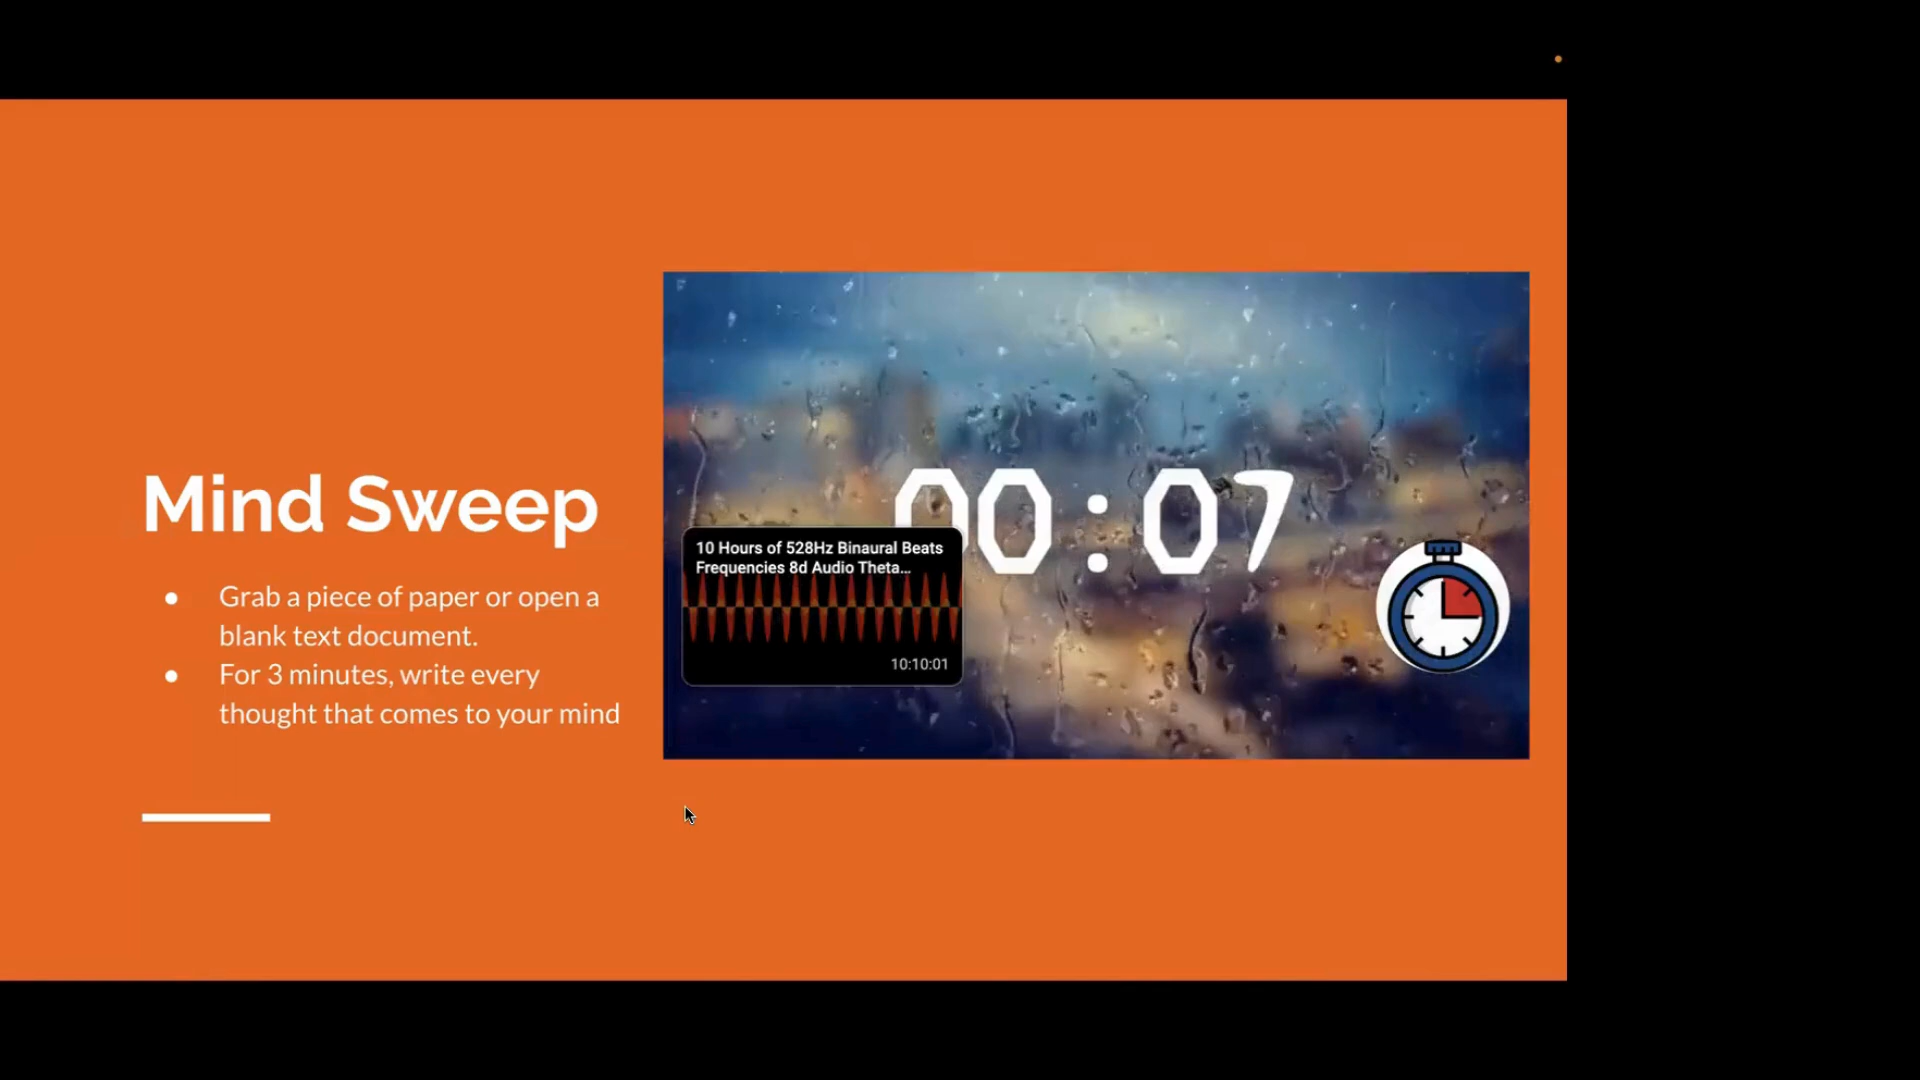 Mind Sweep
● Grab a piece of paper or open a
blank text document.
● For 3 minutes, write every
thought that comes to your mind
00:07
10 Hours of 528Hz Binaural Beats
Frequencies 8d Audio Theta...
10:10:01